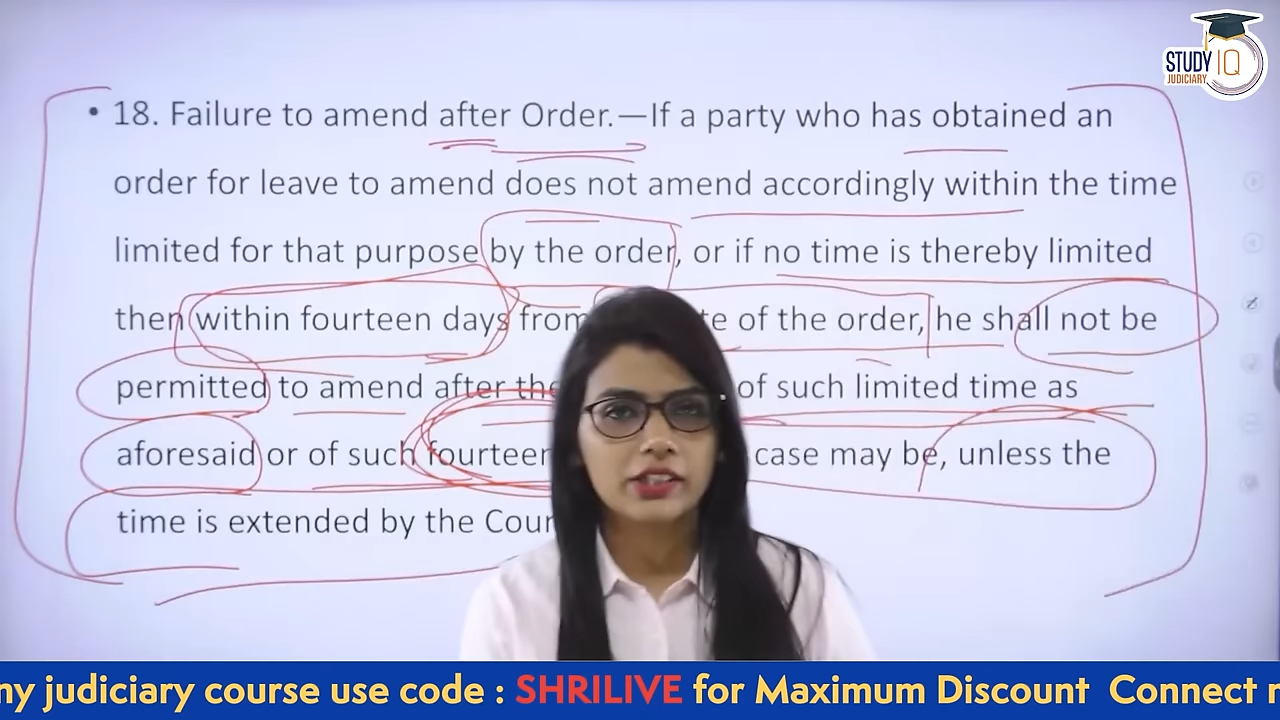 STUDY IQ
JUDICIARY
• 18. Failure to amend after Order.—If a party who has obtained an
order for leave to amend does not amend accordingly within the time
limited for that purpose by the order, or if no time is thereby limited
then within fourteen days from te of the order, he shall not be
permitted to amend after the of such limited time as
aforesaid or of such fourteen case may be, unless the
time is extended by the Cour
ny judiciary course use code : SHRILIVE for Maximum Discount Connect